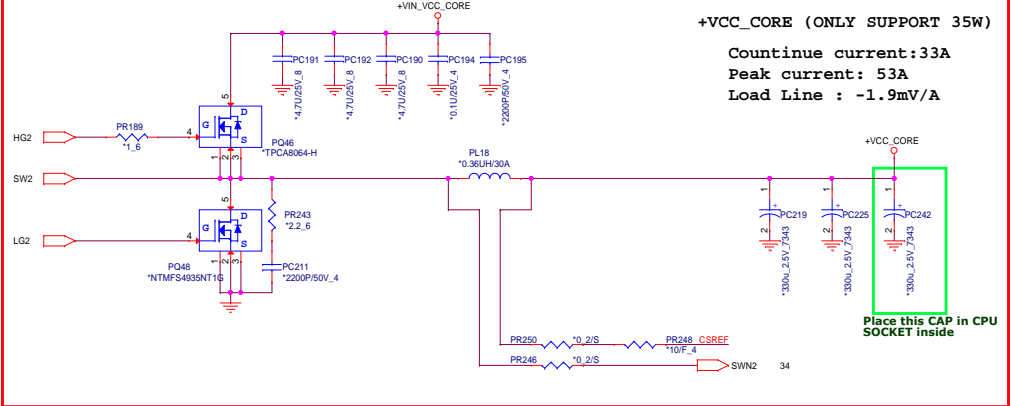 +VIN_VCC_CORE
+VCC_CORE (ONLY SUPPORT 35W)
Countinue current:33A
Peak current: 53A
Load Line : -1.9mV/A
PC191
*4.7U/25V_8
PC192
*4.7U/25V_8
PC190
*4.7U/25V_8
PC194
*0.1U/25V_4
PC195
*2200P/50V_4
HG2
PR189
*1_6
4
5
D
G
S
1
2
3
PQ46
*TPCA8064-H
SW2
PL18
*0.36UH/30A
+VCC_CORE
LG2
4
5
D
G
S
1
2
3
PQ48
*NTMFS4935NT1G
PR243
*2.2_6
PC211
*2200P/50V_4
1
+
2
PC219
*330u_2.5V_7343
1
+
2
PC225
*330u_2.5V_7343
1
+
2
PC242
*330u_2.5V_7343
Place this CAP in CPU
SOCKET inside
PR250
*0_2/S
PR248
*10/F_4
CSREF
PR246
*0_2/S
SWN2
34